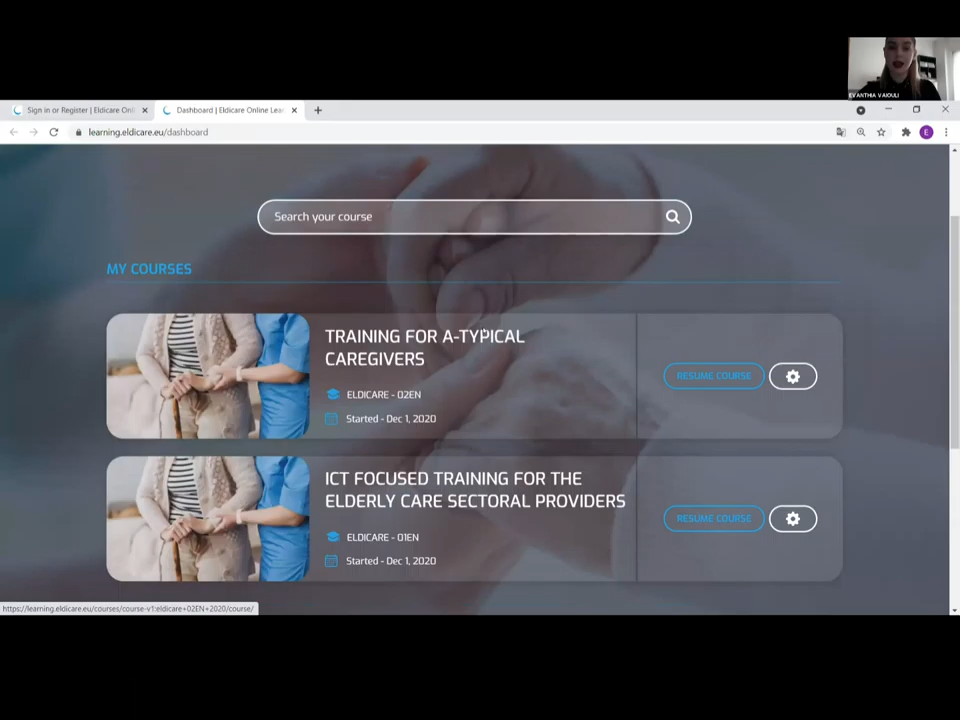 EVANTHIA VAIOULI
Sign in or Register | Eldicare Onli
Dashboard | Eldicare Online Lea
learning.eldicare.eu/dashboard
E
Search your course
MY COURSES
TRAINING FOR A-TYPICAL
CAREGIVERS
ELDICARE - 02EN
Started - Dec 1, 2020
RESUME COURSE
ICT FOCUSED TRAINING FOR THE
ELDERLY CARE SECTORAL PROVIDERS
ELDICARE - 01EN
Started - Dec 1, 2020
RESUME COURSE
https://learning.eldicare.eu/courses/course-v1:eldicare+02EN+2020/course/